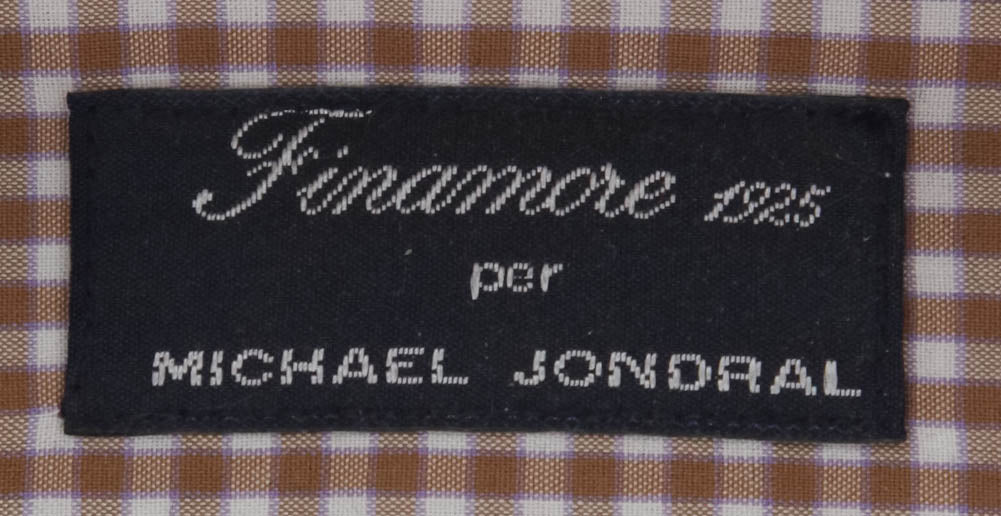 Finamore 1925
per
MICHAEL JONDRAL